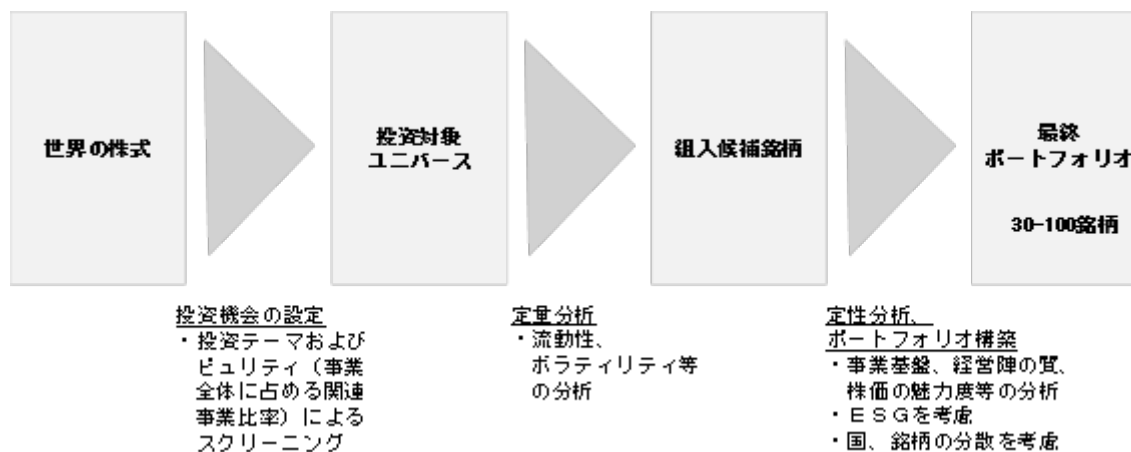 世界の株式
投資対象
ユニバース
組入候補銘柄
最終
ポートフォリオ
30-100銘柄
投資機会の設定
・投資テーマおよび
ピュリティ（事業
全体に占める関連
事業比率）による
スクリーニング
定量分析
・流動性、
ボラティリティ等
の分析
定性分析、
ポートフォリオ構築
・事業基盤、経営陣の質、
株価の魅力度等の分析
・ＥＳＧを考慮
・国、銘柄の分散を考慮